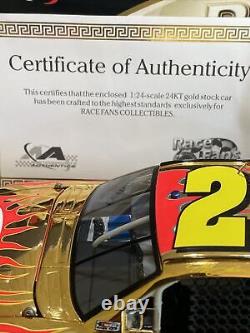 Certificate of Authenticity
This certifies that the enclosed 1:24-scale 24KT gold stock car
has been crafted to the highest standards exclusively for
RACE FANS COLLECTIBLES.
AUTHENTICS
Race
Fans
2